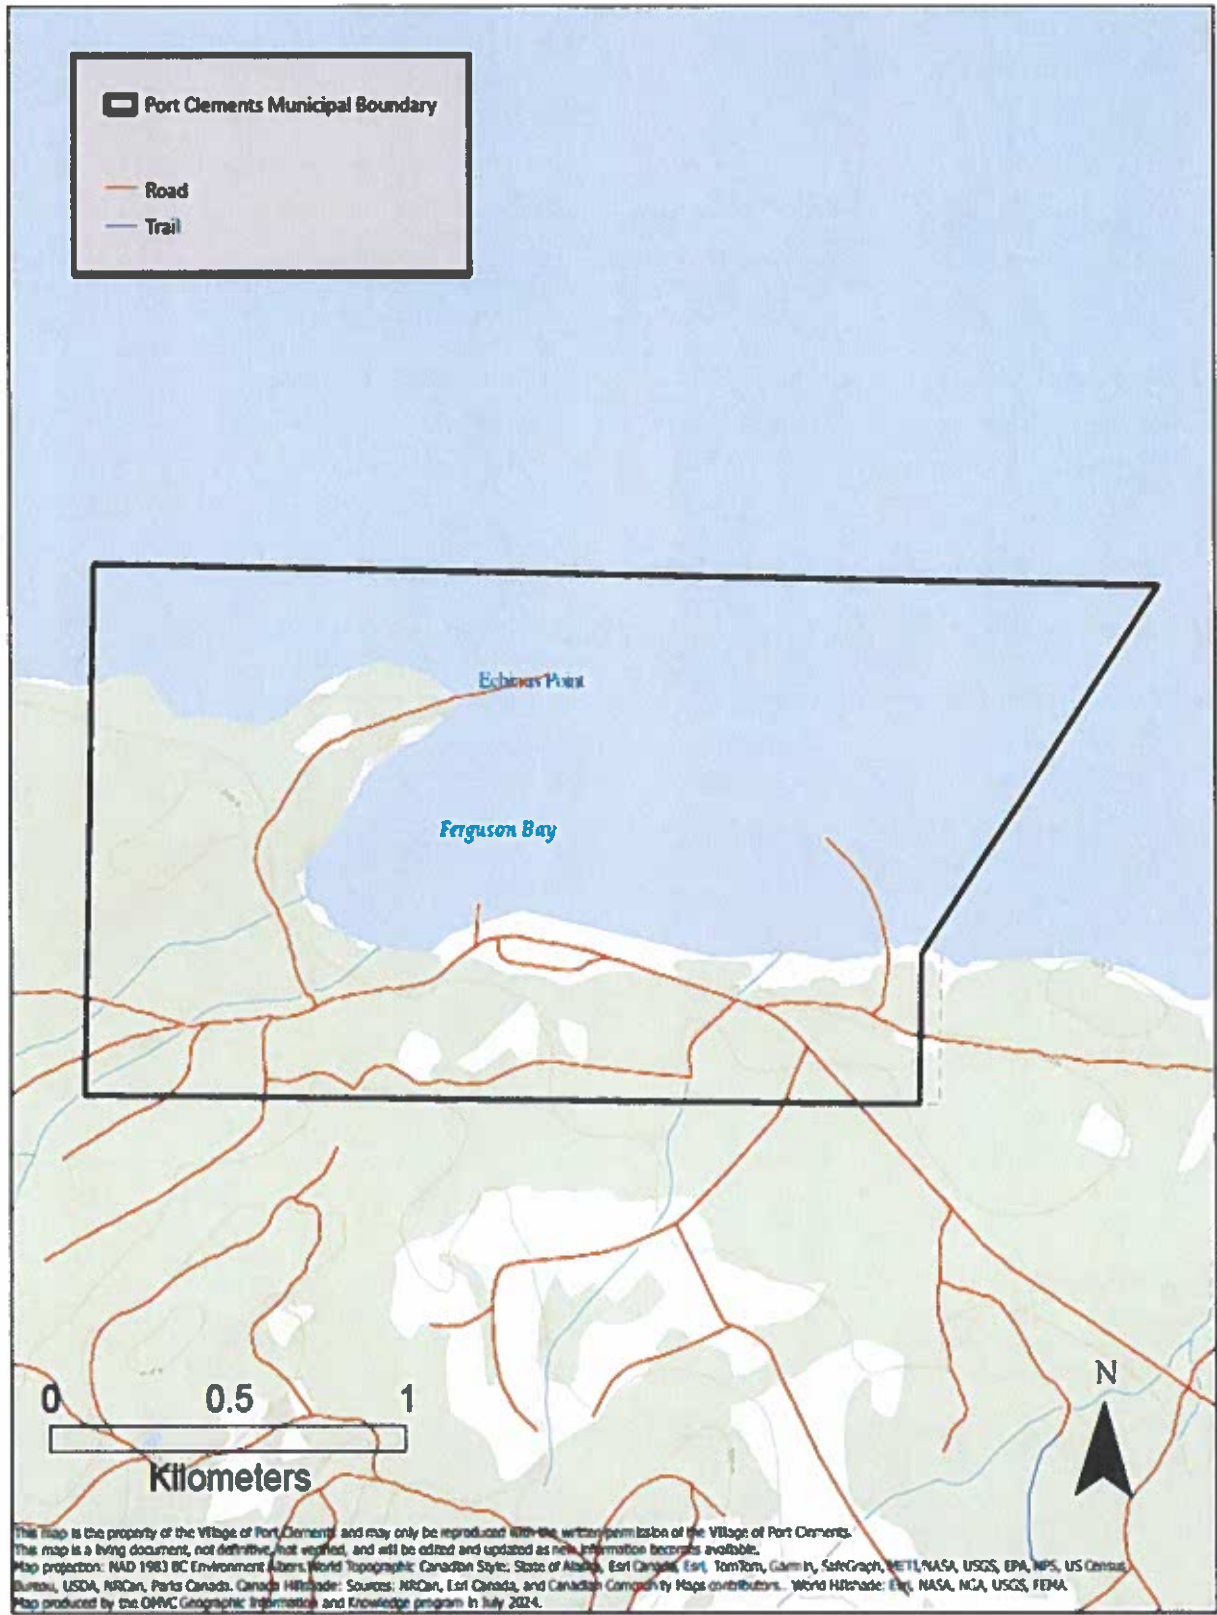 Port Clements Municipal Boundary
Road
Trail
Echinus Point
Ferguson Bay
0 0.5 1
Kilometers
N
This map is the property of the Village of Port Clements and may only be reproduced with the written permission of the Village of Port Clements.
This map is a living document, not definitive, not verified, and will be edited and updated as new information becomes available.
Map projection: NAD 1983 BC Environment Albers. World Topographic Canadian Style: State of Alaska, Esri Canada, Esri, TomTom, Garmin, SafeGraph, METI/NASA, USGS, EPA, NPS, US Census
Bureau, USDA, NRCan, Parks Canada. Canada Hillshade: Sources: NRCan, Esri Canada, and Canadian Community Maps contributors.. World Hillshade: Esri, NASA, NGA, USGS, FEMA
Map produced by the GMVC Geographic Information and Knowledge program in July 2024.